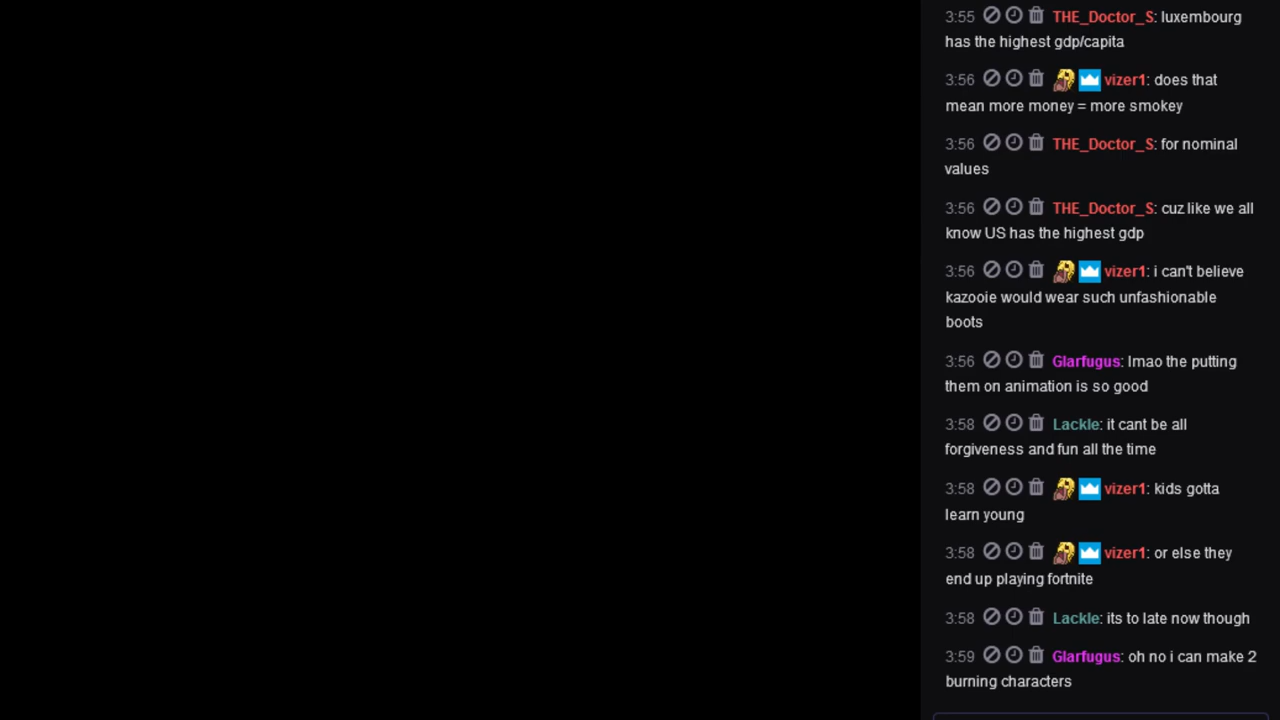 3:55 THE_Doctor_S: luxembourg
has the highest gdp/capita
3:56 vizer1: does that
mean more money = more smokey
3:56 THE_Doctor_S: for nominal
values
3:56 THE_Doctor_S: cuz like we all
know US has the highest gdp
3:56 vizer1: i can't believe
kazooie would wear such unfashionable
boots
3:56 Glarfugus: lmao the putting
them on animation is so good
3:58 Lackle: it cant be all
forgiveness and fun all the time
3:58 vizer1: kids gotta
learn young
3:58 vizer1: or else they
end up playing fortnite
3:58 Lackle: its to late now though
3:59 Glarfugus: oh no i can make 2
burning characters